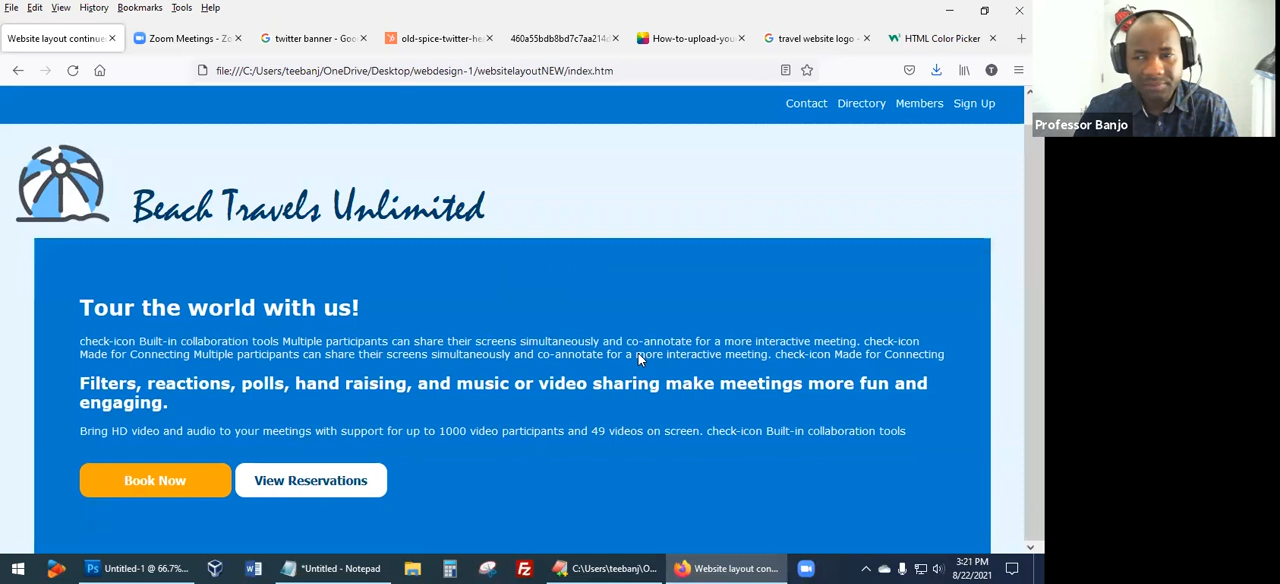 File Edit View History Bookmarks Tools Help
Website layout continue
Zoom Meetings - Zo
twitter banner - Goo
old-spice-twitter-he
460a55bdb8bd7c7aa214c
How-to-upload-you
travel website logo -
HTML Color Picker
file:///C:/Users/teebanj/OneDrive/Desktop/webdesign-1/websitelayoutNEW/index.htm
T
Professor Banjo
Contact Directory Members Sign Up
Beach Travels Unlimited
Tour the world with us!
check-icon Built-in collaboration tools Multiple participants can share their screens simultaneously and co-annotate for a more interactive meeting. check-icon
Made for Connecting Multiple participants can share their screens simultaneously and co-annotate for a more interactive meeting. check-icon Made for Connecting
Filters, reactions, polls, hand raising, and music or video sharing make meetings more fun and
engaging.
Bring HD video and audio to your meetings with support for up to 1000 video participants and 49 videos on screen. check-icon Built-in collaboration tools
Book Now
View Reservations
Untitled-1 @ 66.7%...
*Untitled - Notepad
C:\Users\teebanj\O...
Website layout con...
3:21 PM
8/22/2021